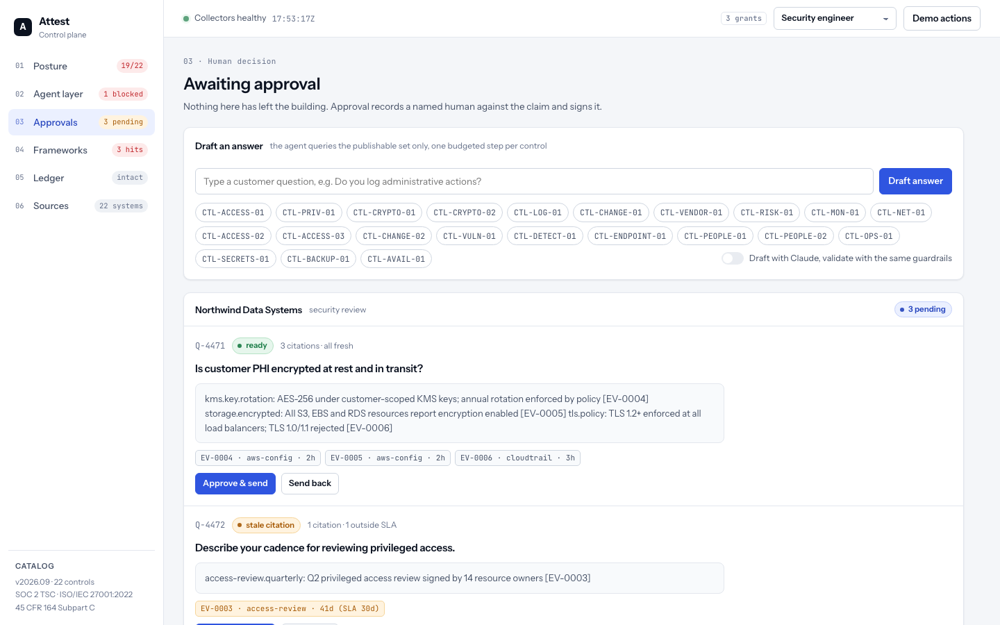 A
Attest
Control plane
01 Posture 19/22
02 Agent layer 1 blocked
03 Approvals 3 pending
04 Frameworks 3 hits
05 Ledger intact
06 Sources 22 systems
CATALOG
v2026.09 · 22 controls
SOC 2 TSC · ISO/IEC 27001:2022
45 CFR 164 Subpart C
Collectors healthy 17:53:17Z
3 grants
Security engineer
Demo actions
03 · Human decision
Awaiting approval
Nothing here has left the building. Approval records a named human against the claim and signs it.
Draft an answer the agent queries the publishable set only, one budgeted step per control
Type a customer question, e.g. Do you log administrative actions?
Draft answer
CTL-ACCESS-01 CTL-PRIV-01 CTL-CRYPTO-01 CTL-CRYPTO-02 CTL-LOG-01 CTL-CHANGE-01 CTL-VENDOR-01 CTL-RISK-01 CTL-MON-01 CTL-NET-01
CTL-ACCESS-02 CTL-ACCESS-03 CTL-CHANGE-02 CTL-VULN-01 CTL-DETECT-01 CTL-ENDPOINT-01 CTL-PEOPLE-01 CTL-PEOPLE-02 CTL-OPS-01
CTL-SECRETS-01 CTL-BACKUP-01 CTL-AVAIL-01 Draft with Claude, validate with the same guardrails
Northwind Data Systems security review 3 pending
Q-4471 ready 3 citations · all fresh
Is customer PHI encrypted at rest and in transit?
kms.key.rotation: AES-256 under customer-scoped KMS keys; annual rotation enforced by policy [EV-0004]
storage.encrypted: All S3, EBS and RDS resources report encryption enabled [EV-0005] tls.policy: TLS 1.2+ enforced at all
load balancers; TLS 1.0/1.1 rejected [EV-0006]
EV-0004 · aws-config · 2h EV-0005 · aws-config · 2h EV-0006 · cloudtrail · 3h
Approve & send Send back
Q-4472 stale citation 1 citation · 1 outside SLA
Describe your cadence for reviewing privileged access.
access-review.quarterly: Q2 privileged access review signed by 14 resource owners [EV-0003]
EV-0003 · access-review · 41d (SLA 30d)